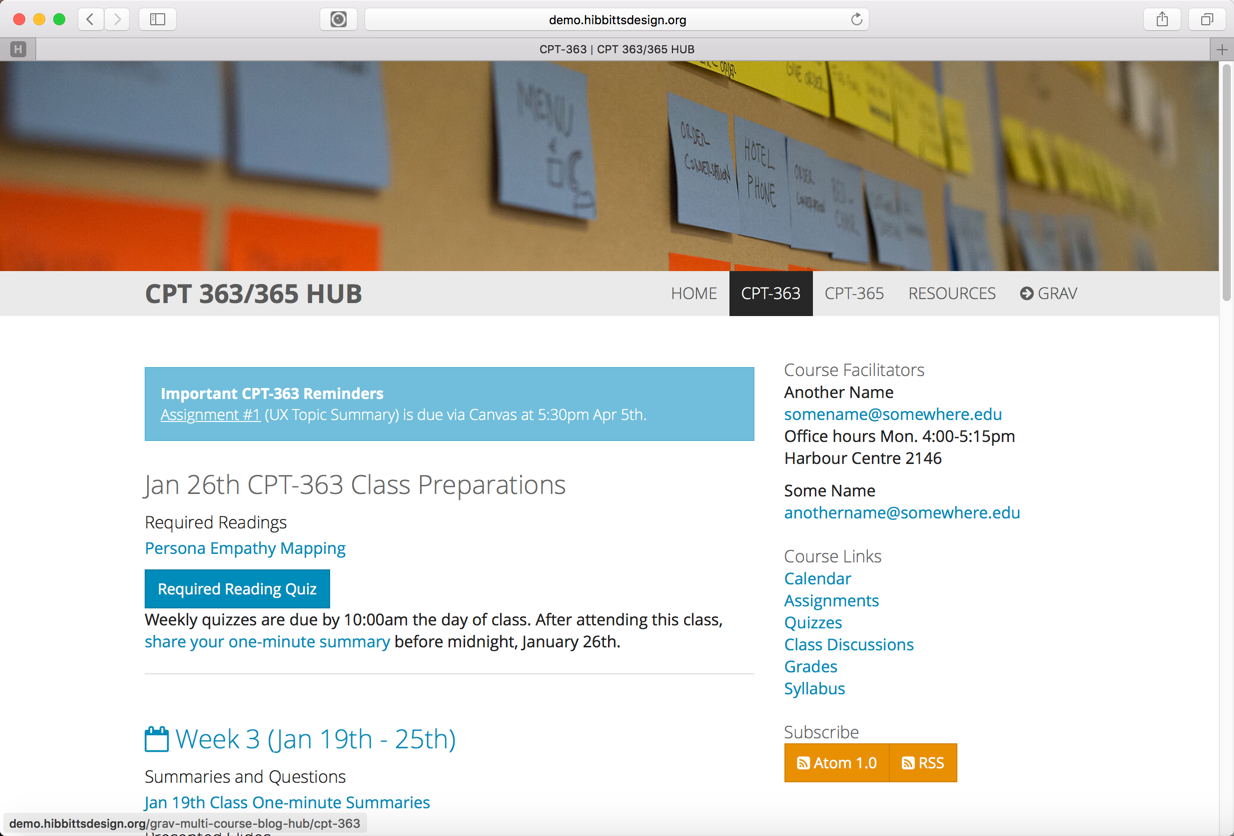 demo.hibbittsdesign.org
H
CPT-363 | CPT 363/365 HUB
MENU
ORDER
CONVERSATION
HOTEL
PHONE
CPT 363/365 HUB
HOME CPT-363 CPT-365 RESOURCES GRAV
Important CPT-363 Reminders
Assignment #1 (UX Topic Summary) is due via Canvas at 5:30pm Apr 5th.
Jan 26th CPT-363 Class Preparations
Required Readings
Persona Empathy Mapping
Required Reading Quiz
Weekly quizzes are due by 10:00am the day of class. After attending this class,
share your one-minute summary before midnight, January 26th.
Week 3 (Jan 19th - 25th)
Summaries and Questions
Jan 19th Class One-minute Summaries
Course Facilitators
Another Name
somename@somewhere.edu
Office hours Mon. 4:00-5:15pm
Harbour Centre 2146
Some Name
anothername@somewhere.edu
Course Links
Calendar
Assignments
Quizzes
Class Discussions
Grades
Syllabus
Subscribe
Atom 1.0 RSS
demo.hibbittsdesign.org/grav-multi-course-blog-hub/cpt-363